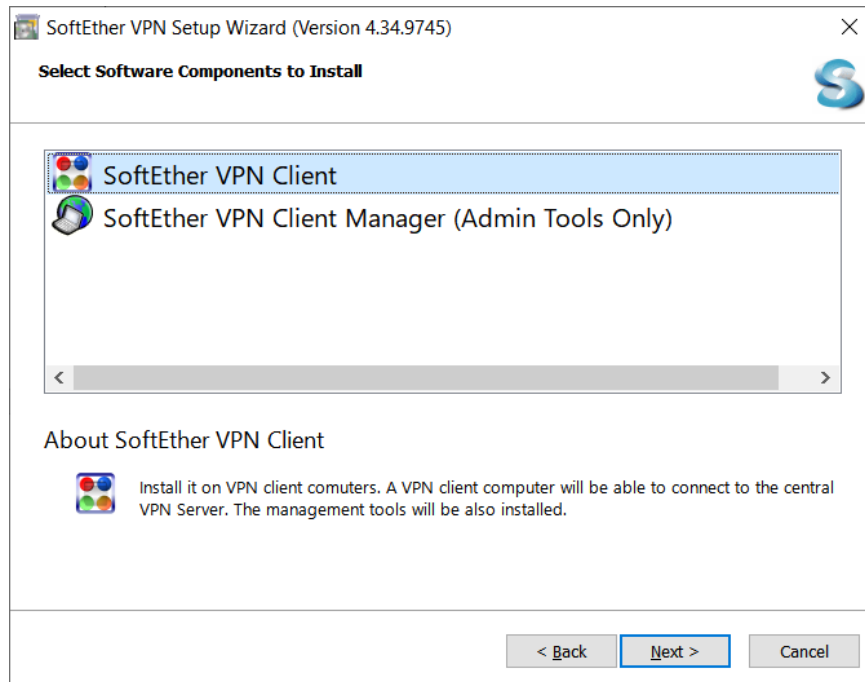 SoftEther VPN Setup Wizard (Version 4.34.9745)
Select Software Components to Install
SoftEther VPN Client
SoftEther VPN Client Manager (Admin Tools Only)
About SoftEther VPN Client
Install it on VPN client comuters. A VPN client computer will be able to connect to the central
VPN Server. The management tools will be also installed.
< Back Next > Cancel